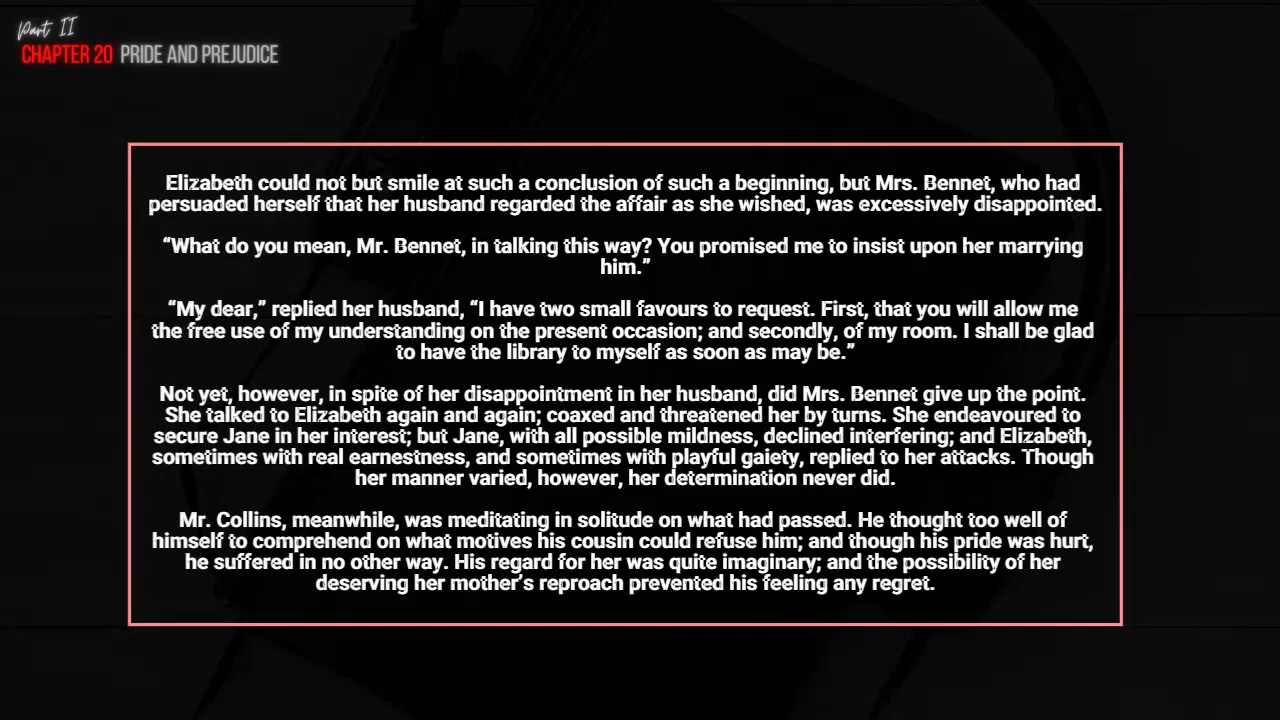 Part II
CHAPTER 20 PRIDE AND PREJUDICE
Elizabeth could not but smile at such a conclusion of such a beginning, but Mrs. Bennet, who had
persuaded herself that her husband regarded the affair as she wished, was excessively disappointed.
“What do you mean, Mr. Bennet, in talking this way? You promised me to insist upon her marrying
him.”
“My dear,” replied her husband, “I have two small favours to request. First, that you will allow me
the free use of my understanding on the present occasion; and secondly, of my room. I shall be glad
to have the library to myself as soon as may be.”
Not yet, however, in spite of her disappointment in her husband, did Mrs. Bennet give up the point.
She talked to Elizabeth again and again; coaxed and threatened her by turns. She endeavoured to
secure Jane in her interest; but Jane, with all possible mildness, declined interfering; and Elizabeth,
sometimes with real earnestness, and sometimes with playful gaiety, replied to her attacks. Though
her manner varied, however, her determination never did.
Mr. Collins, meanwhile, was meditating in solitude on what had passed. He thought too well of
himself to comprehend on what motives his cousin could refuse him; and though his pride was hurt,
he suffered in no other way. His regard for her was quite imaginary; and the possibility of her
deserving her mother’s reproach prevented his feeling any regret.